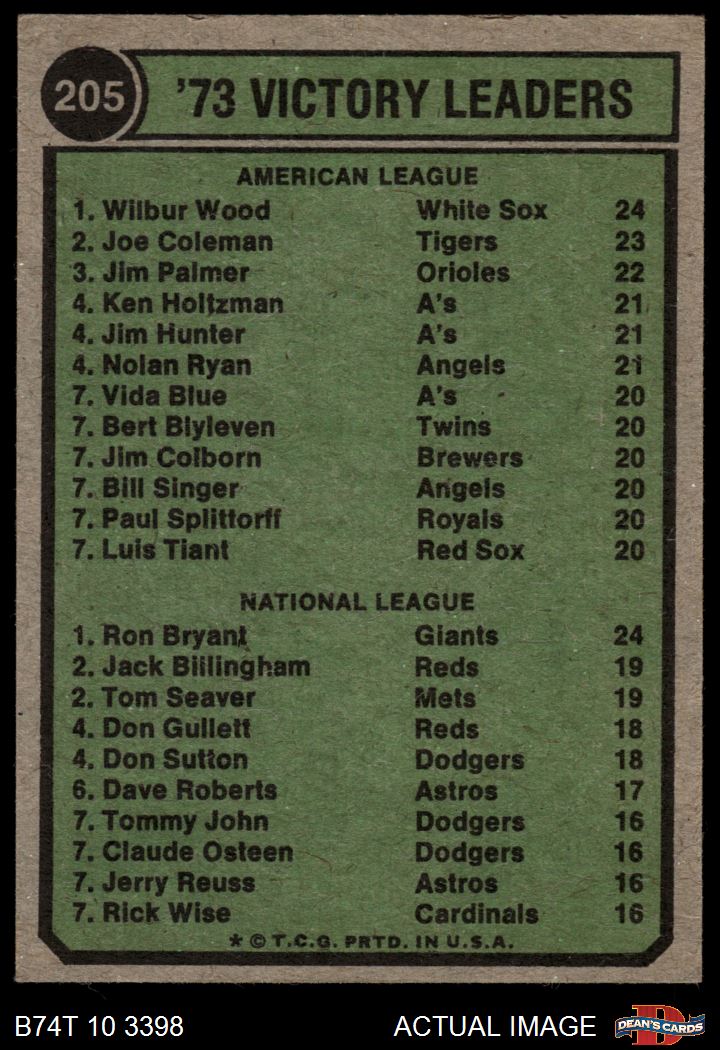 205 '73 VICTORY LEADERS
AMERICAN LEAGUE
1. Wilbur Wood White Sox 24
2. Joe Coleman Tigers 23
3. Jim Palmer Orioles 22
4. Ken Holtzman A's 21
4. Jim Hunter A's 21
4. Nolan Ryan Angels 21
7. Vida Blue A's 20
7. Bert Blyleven Twins 20
7. Jim Colborn Brewers 20
7. Bill Singer Angels 20
7. Paul Splittorff Royals 20
7. Luis Tiant Red Sox 20
NATIONAL LEAGUE
1. Ron Bryant Giants 24
2. Jack Billingham Reds 19
2. Tom Seaver Mets 19
4. Don Gullett Reds 18
4. Don Sutton Dodgers 18
6. Dave Roberts Astros 17
7. Tommy John Dodgers 16
7. Claude Osteen Dodgers 16
7. Jerry Reuss Astros 16
7. Rick Wise Cardinals 16
* © T.C.G. PRTD. IN U.S.A.
B74T 10 3398 ACTUAL IMAGE D DEAN'S CARDS